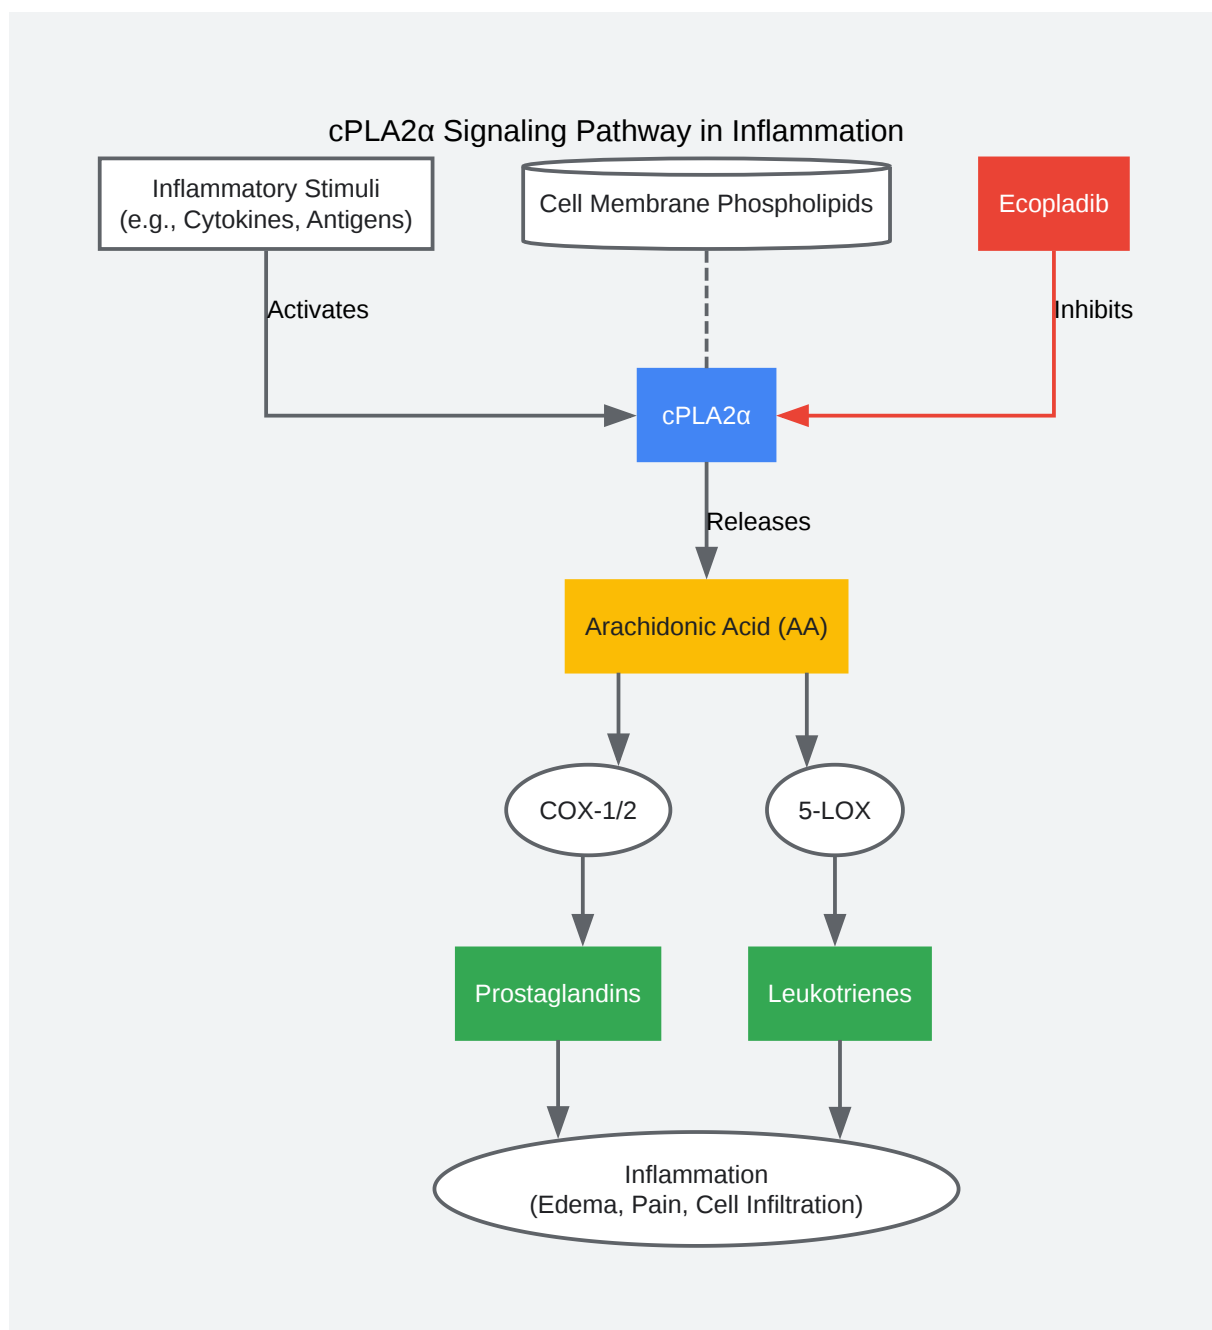 cPLA2α Signaling Pathway in Inflammation
Inflammatory Stimuli
(e.g., Cytokines, Antigens)
Cell Membrane Phospholipids
Ecopladib
Activates
Inhibits
cPLA2α
Releases
Arachidonic Acid (AA)
COX-1/2
5-LOX
Prostaglandins
Leukotrienes
Inflammation
(Edema, Pain, Cell Infiltration)